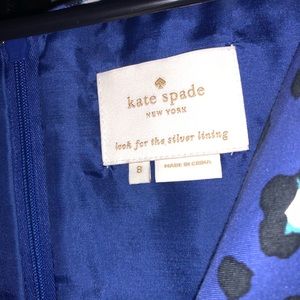 kate spade
NEW YORK
look for the silver lining
8
MADE IN CHINA